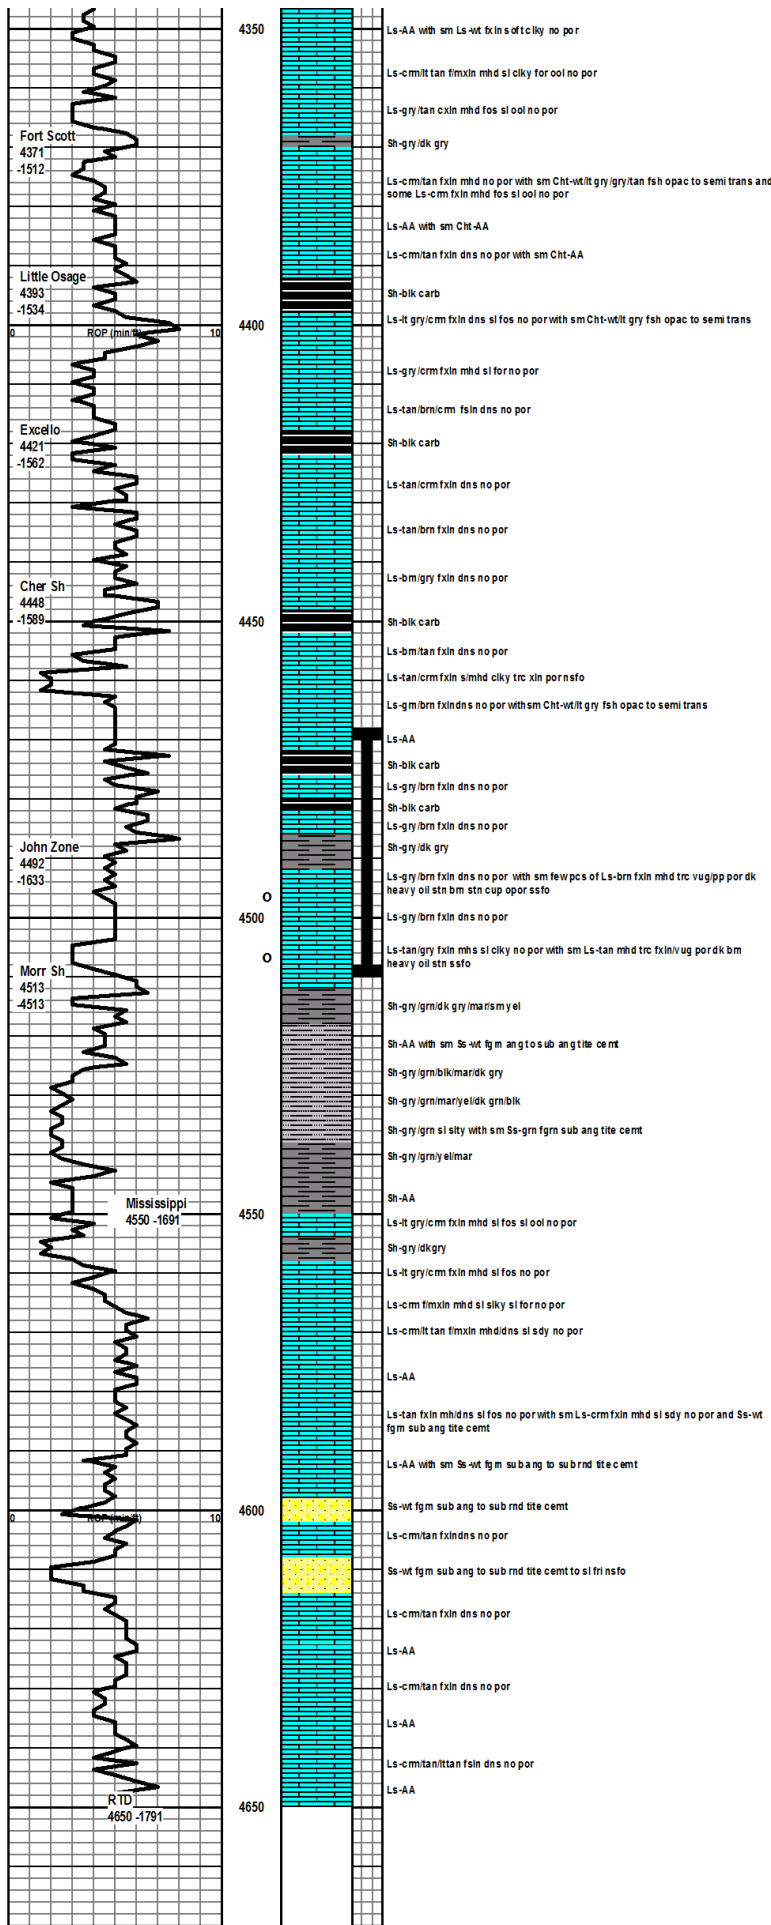 4350
Ls-AA with sm Ls-wt fxln soft clky no por
Ls-crm/lt tan f/mxln mhd sl clky for ool no por
Ls-gry/tan cxln mhd fos sl ool no por
Fort Scott
4371
-1512
Sh-gry/dk gry
Ls-crm/tan fxln mhd no por with sm Cht-wt/lt gry/gry/tan fsh opac to semi trans and
some Ls-crm fxln mhd fos sl ool no por
Ls-AA with sm Cht-AA
Ls-crm/tan fxln dns no por with sm Cht-AA
Little Osage
4393
-1534
Sh-blk carb
0 ROP (min/ft) 10
4400
Ls-lt gry/crm fxln dns sl fos no por with sm Cht-wt/lt gry fsh opac to semi trans
Ls-gry/crm fxln mhd sl for no por
Ls-tan/brn/crm fsln dns no por
Excello
4421
-1562
Sh-blk carb
Ls-tan/crm fxln dns no por
Ls-tan/brn fxln dns no por
Ls-brn/gry fxln dns no por
Cher Sh
4448
-1589
4450
Sh-blk carb
Ls-brn/tan fxln dns no por
Ls-tan/crm fxln s/mhd clky trc xln por nsfo
Ls-grn/brn fxln dns no por with sm Cht-wt/lt gry fsh opac to semi trans
Ls-AA
Sh-blk carb
Ls-gry/brn fxln dns no por
Sh-blk carb
Ls-gry/brn fxln dns no por
John Zone
4492
-1633
Sh-gry/dk gry
Ls-gry/brn fxln dns no por with sm few pcs of Ls-brn fxln mhd trc vug/pp por dk
heavy oil stn brn stn cup opor ssfo
O
4500
Ls-gry/brn fxln dns no por
O
Ls-tan/gry fxln mhs sl clky no por with sm Ls-tan mhd trc fxln/vug por dk brn
heavy oil stn ssfo
Morr Sh
4513
-4513
Sh-gry/grn/dk gry/mar/sm yel
Sh-AA with sm Ss-wt fgrn ang to sub ang tite cemt
Sh-gry/grn/blk/mar/dk gry
Sh-gry/grn/mar/yel/dk grn/blk
Sh-gry/grn sl slty with sm Ss-grn fgrn sub ang tite cemt
Sh-gry/grn/yel/mar
Sh-AA
Mississippi
4550 -1691
4550
Ls-lt gry/crm fxln mhd sl fos sl ool no por
Sh-gry/dkgry
Ls-lt gry/crm fxln mhd sl fos no por
Ls-crm f/mxln mhd sl slky sl for no por
Ls-crm/lt tan f/mxln mhd/dns sl sdy no por
Ls-AA
Ls-tan fxln mh/dns sl fos no por with sm Ls-crm fxln mhd sl sdy no por and Ss-wt
fgrn sub ang tite cemt
Ls-AA with sm Ss-wt fgrn sub ang to sub rnd tite cemt
0 ROP (min/ft) 10
4600
Ss-wt fgrn sub ang to sub rnd tite cemt
Ls-crm/tan fxln dns no por
Ss-wt fgrn sub ang to sub rnd tite cemt to sl fri nsfo
Ls-crm/tan fxln dns no por
Ls-AA
Ls-crm/tan fxln dns no por
Ls-AA
Ls-crm/tan/lttan fsln dns no por
Ls-AA
RTD
4650 -1791
4650